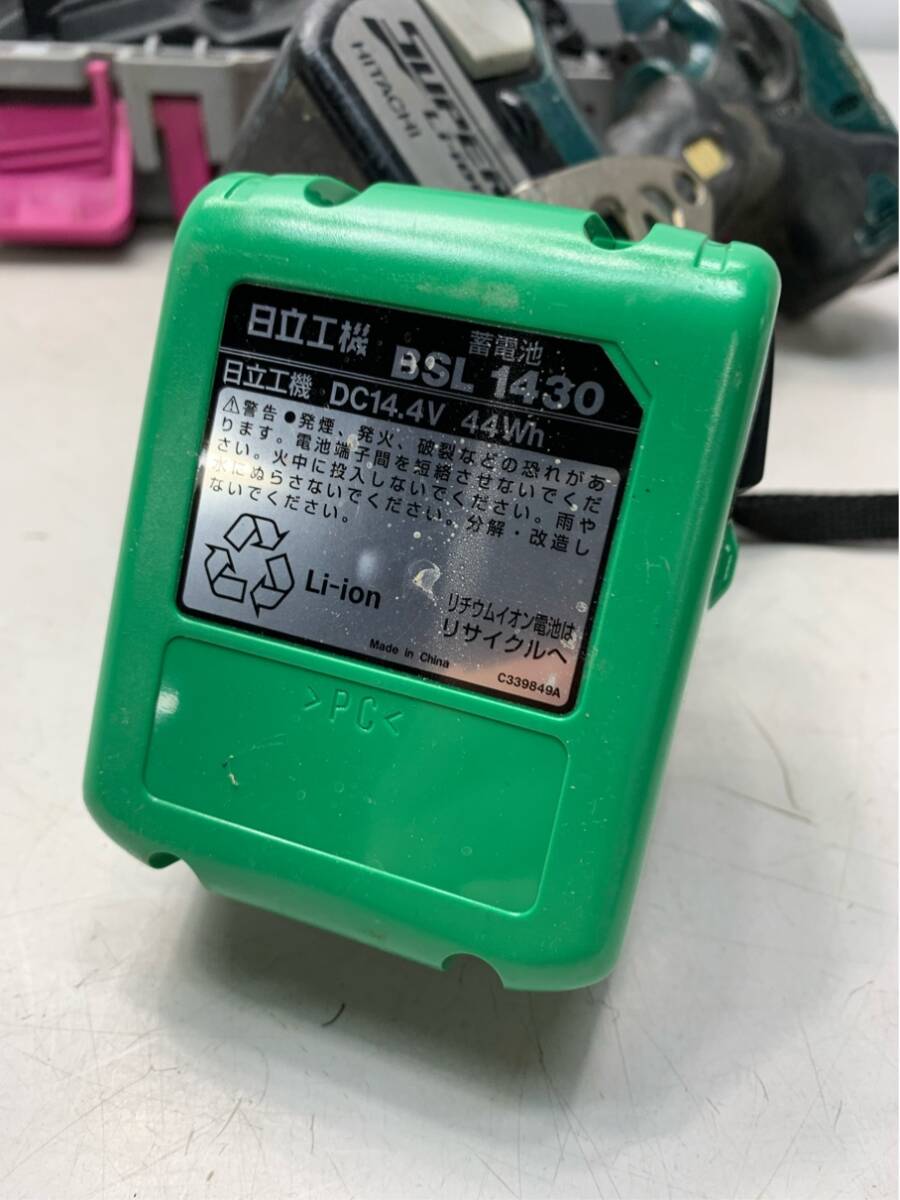 SUPER
Li-ion
HITACHI
日立工機 蓄電池
BSL 1430
日立工機 DC14.4V 44Wh
⚠警告 ●発煙、発火、破裂などの恐れがあ
ります。電池端子間を短絡させないでくだ
さい。火中に投入しないでください。雨や
水にぬらさないでください。分解・改造し
ないでください。
Li-ion
リチウムイオン電池は
リサイクルへ
Made in China
C339849A
>PC<